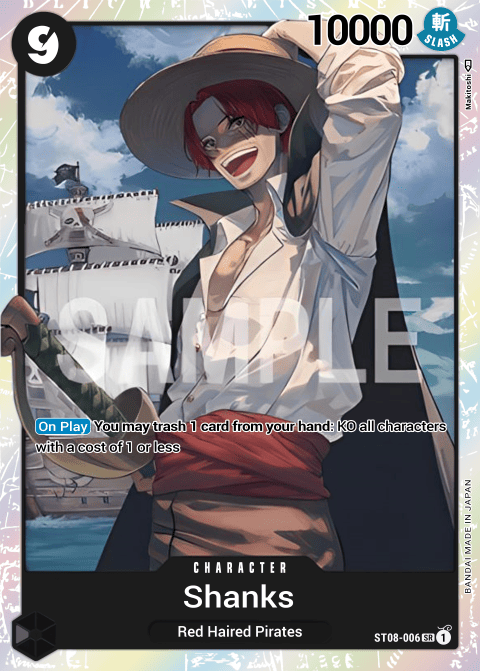 9
10000
斬
SLASH
Makitoshi
SAMPLE
On Play You may trash 1 card from your hand: KO all characters
with a cost of 1 or less
BANDAI MADE IN JAPAN
CHARACTER
Shanks
Red Haired Pirates
ST08-006 SR 1